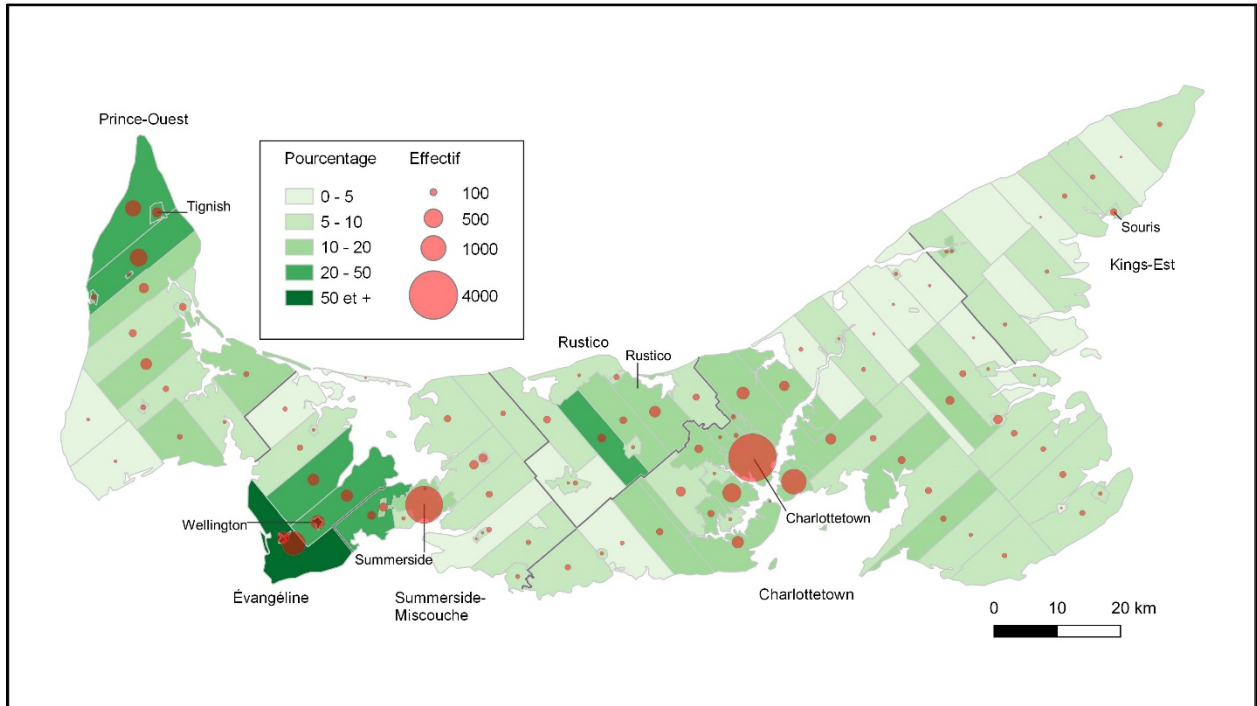 Prince-Ouest
Tignish
Pourcentage
Effectif
0 - 5
5 - 10
10 - 20
20 - 50
50 et +
100
500
1000
4000
Souris
Kings-Est
Rustico
Rustico
Wellington
Summerside
Charlottetown
Évangéline
Summerside-
Miscouche
Charlottetown
0 10 20 km